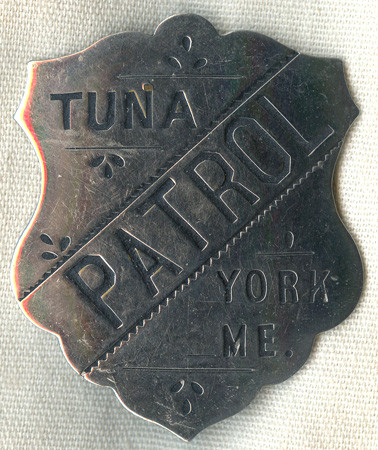 TUNA
PATROL
YORK
ME.